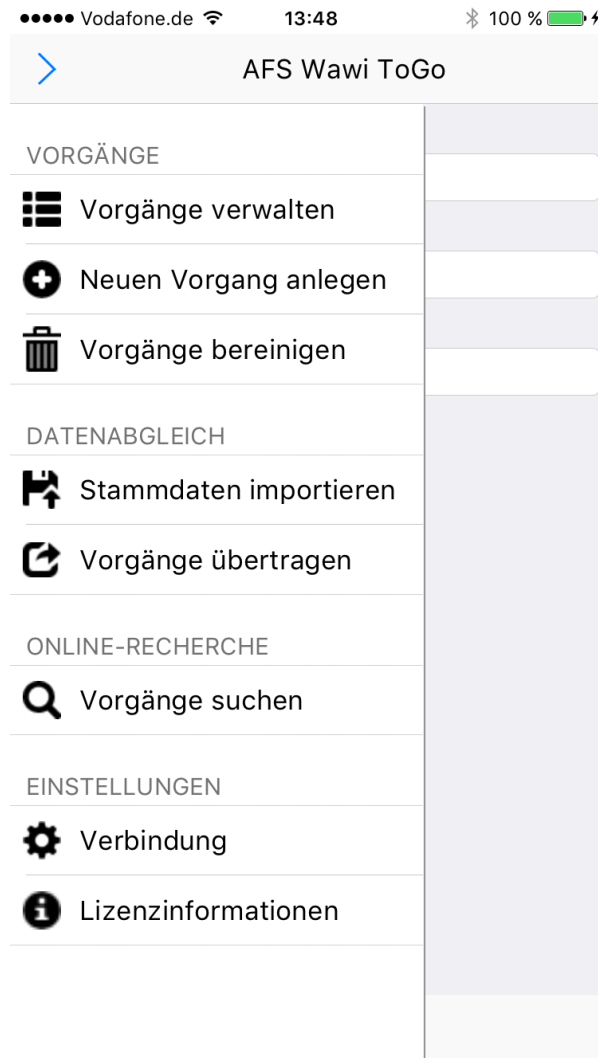 Vodafone.de 13:48 100 %
AFS Wawi ToGo
VORGÄNGE
Vorgänge verwalten
Neuen Vorgang anlegen
Vorgänge bereinigen
DATENABGLEICH
Stammdaten importieren
Vorgänge übertragen
ONLINE-RECHERCHE
Vorgänge suchen
EINSTELLUNGEN
Verbindung
Lizenzinformationen